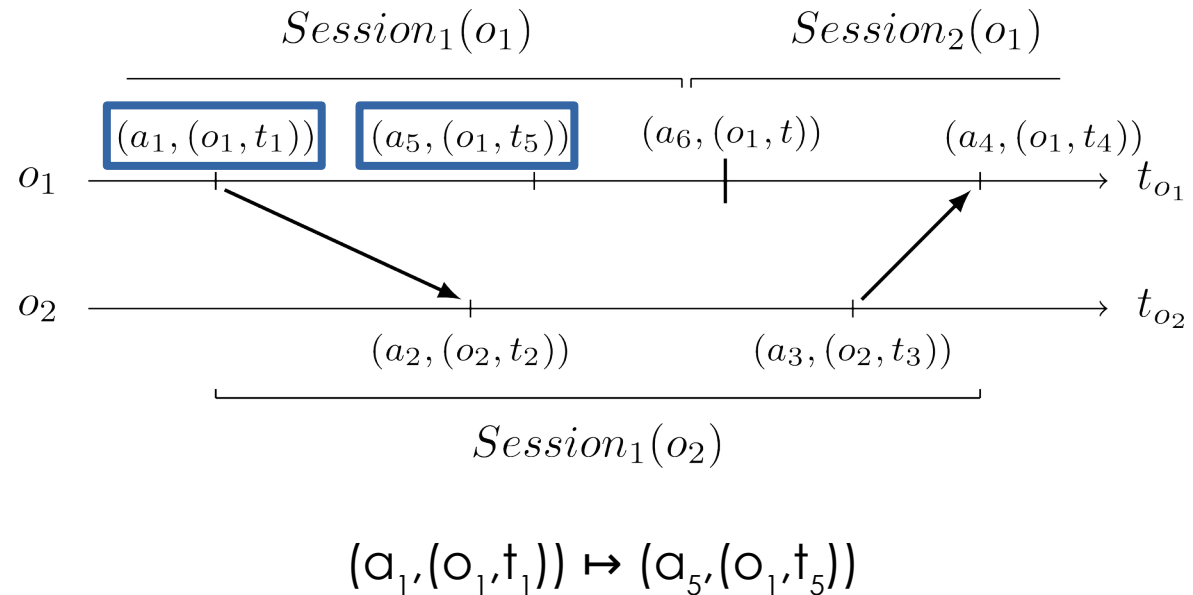 Session₁(o₁) Session₂(o₁)
(a₁, (o₁, t₁)) (a₅, (o₁, t₅)) (a₆, (o₁, t)) (a₄, (o₁, t₄))
o₁ t_{o₁}
o₂ t_{o₂}
(a₂, (o₂, t₂)) (a₃, (o₂, t₃))
Session₁(o₂)
(a₁,(o₁,t₁)) ↦ (a₅,(o₁,t₅))